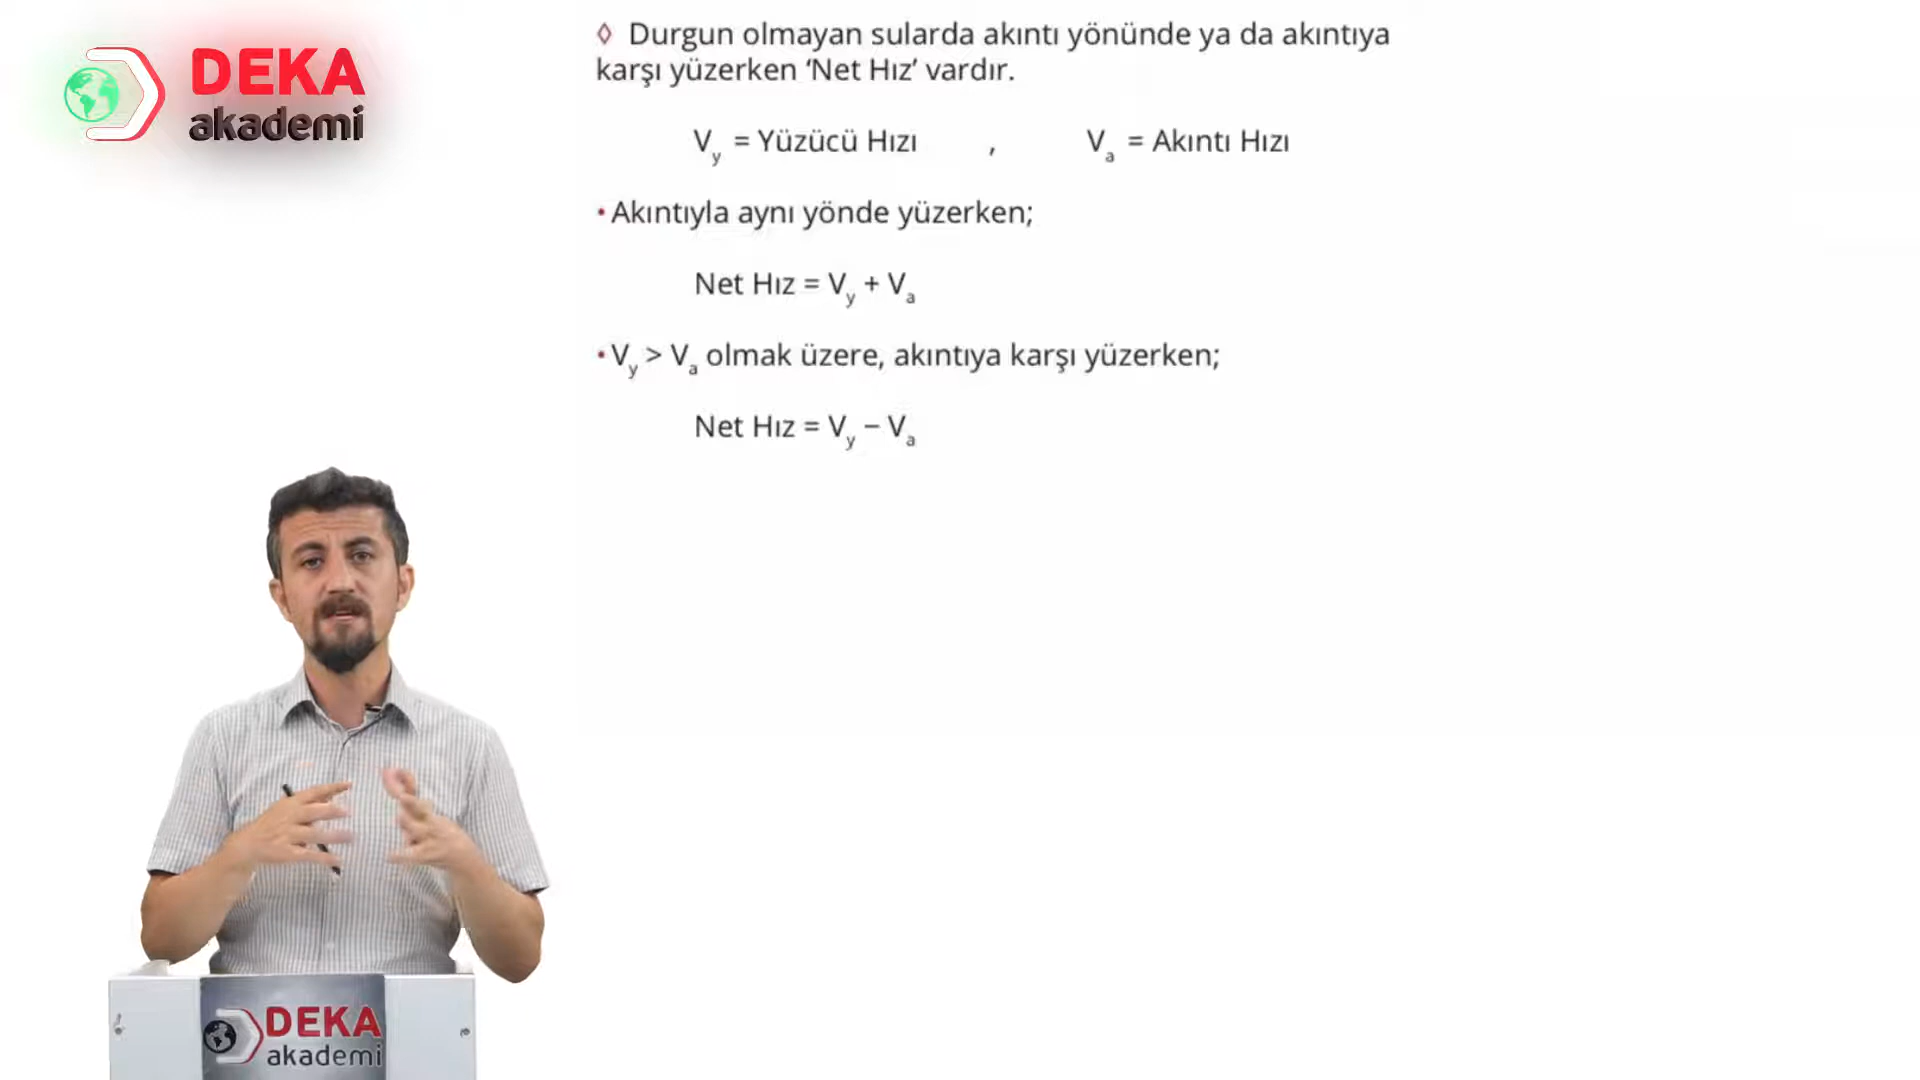 DEKA
akademi
◊ Durgun olmayan sularda akıntı yönünde ya da akıntıya
karşı yüzerken ‘Net Hız’ vardır.
Vy = Yüzücü Hızı , Va = Akıntı Hızı
• Akıntıyla aynı yönde yüzerken;
Net Hız = Vy + Va
• Vy > Va olmak üzere, akıntıya karşı yüzerken;
Net Hız = Vy − Va
DEKA
akademi